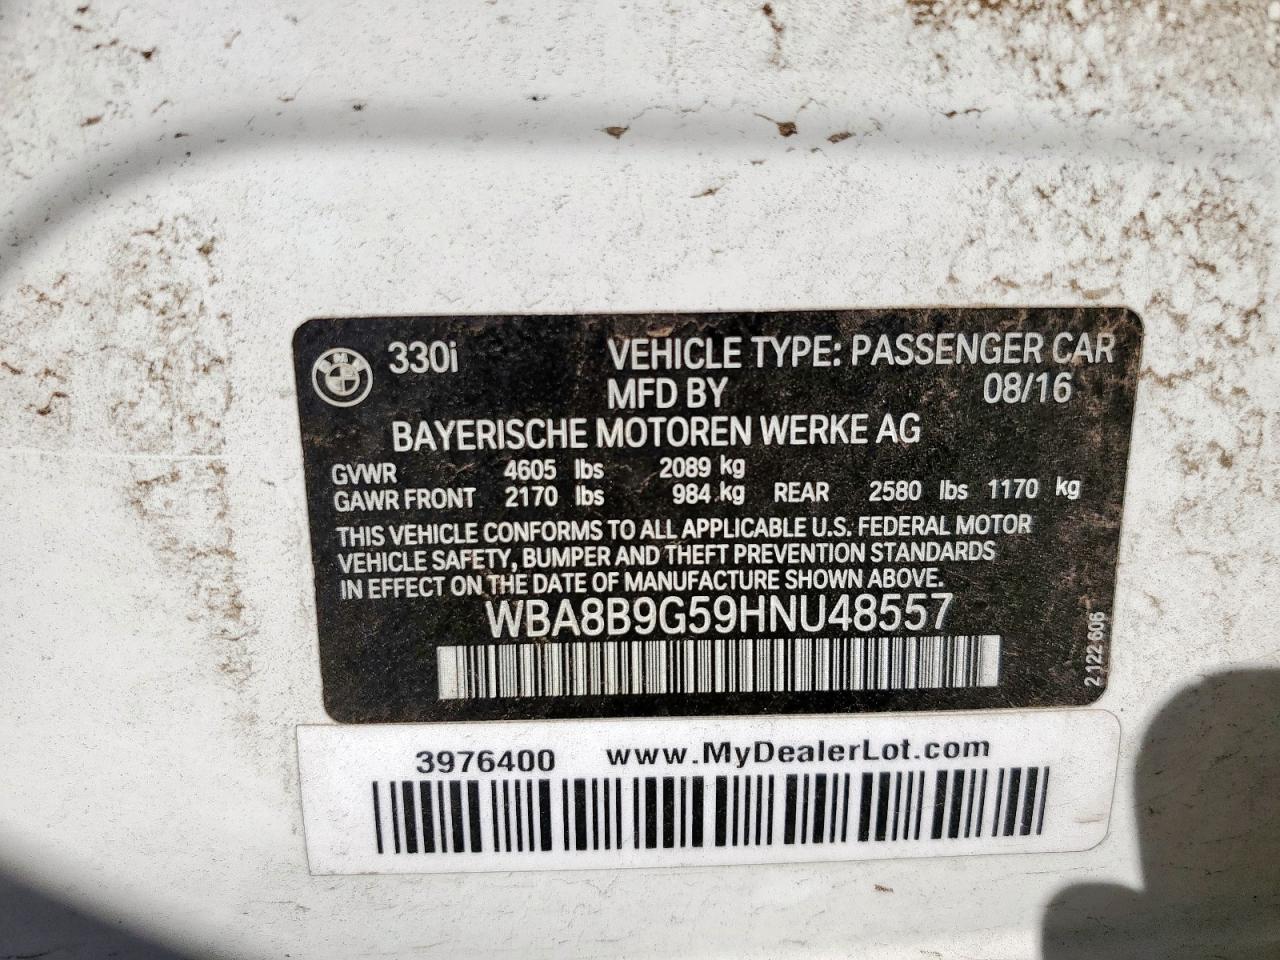 BMW
330i VEHICLE TYPE: PASSENGER CAR
MFD BY 08/16
BAYERISCHE MOTOREN WERKE AG
GVWR 4605 lbs 2089 kg
GAWR FRONT 2170 lbs 984 kg REAR 2580 lbs 1170 kg
THIS VEHICLE CONFORMS TO ALL APPLICABLE U.S. FEDERAL MOTOR
VEHICLE SAFETY, BUMPER AND THEFT PREVENTION STANDARDS
IN EFFECT ON THE DATE OF MANUFACTURE SHOWN ABOVE.
WBA8B9G59HNU48557
2 122 606
3976400 www.MyDealerLot.com